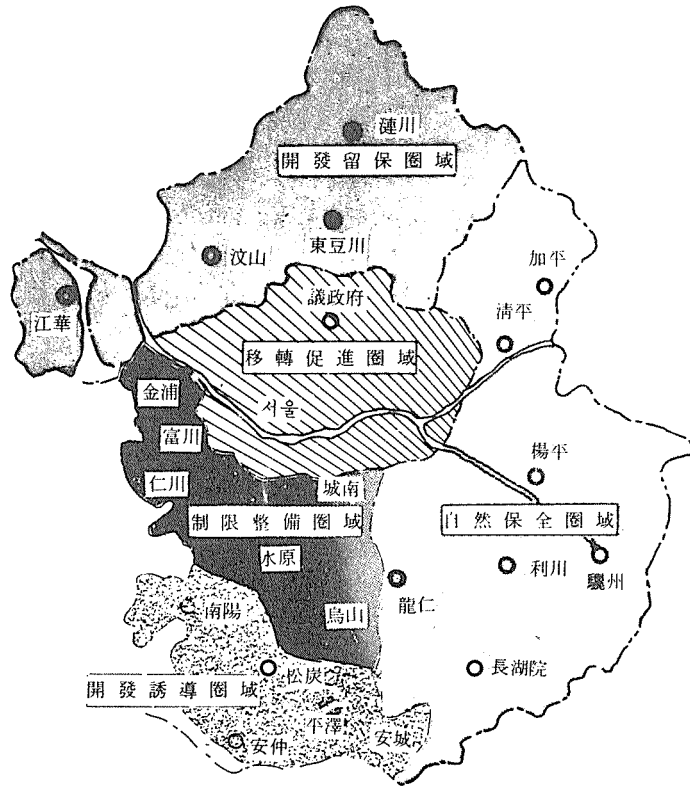 漣川
開發留保圈域
東豆川
汶山
加平
江華
議政府
淸平
移轉促進圈域
金浦
서울
富川
楊平
仁川
城南
制限整備圈域
自然保全圈域
水原
利川
驪州
龍仁
南陽
烏山
松炭
長湖院
開發誘導圈域
平澤
安城
安仲